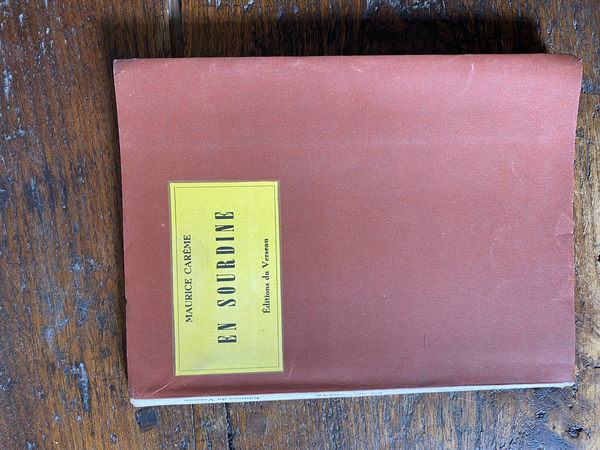 MAURICE CARÊME
EN SOURDINE
Éditions du Verseau